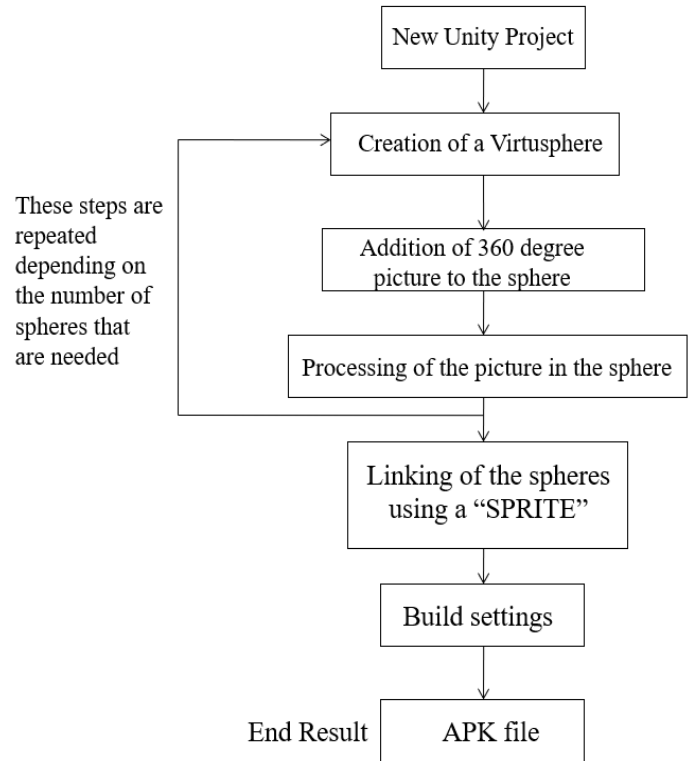 New Unity Project
Creation of a Virtusphere
These steps are
repeated
depending on
the number of
spheres that
are needed
Addition of 360 degree
picture to the sphere
Processing of the picture in the sphere
Linking of the spheres
using a “SPRITE”
Build settings
End Result
APK file